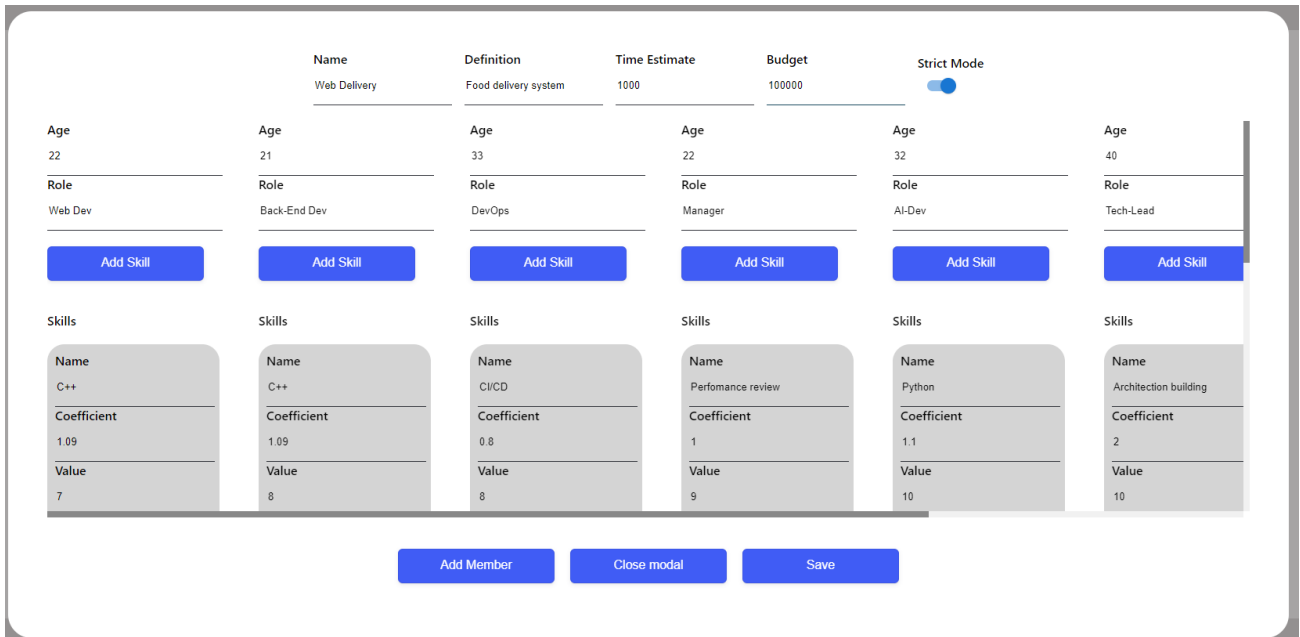 Name Definition Time Estimate Budget Strict Mode
Web Delivery Food delivery system 1000 100000
Age Age Age Age Age Age
22 21 33 22 32 40
Role Role Role Role Role Role
Web Dev Back-End Dev DevOps Manager AI-Dev Tech-Lead
Add Skill Add Skill Add Skill Add Skill Add Skill Add Skill
Skills Skills Skills Skills Skills Skills
Name Name Name Name Name Name
C++ C++ CI/CD Perfomance review Python Architection building
Coefficient Coefficient Coefficient Coefficient Coefficient Coefficient
1.09 1.09 0.8 1 1.1 2
Value Value Value Value Value Value
7 8 8 9 10 10
Add Member Close modal Save